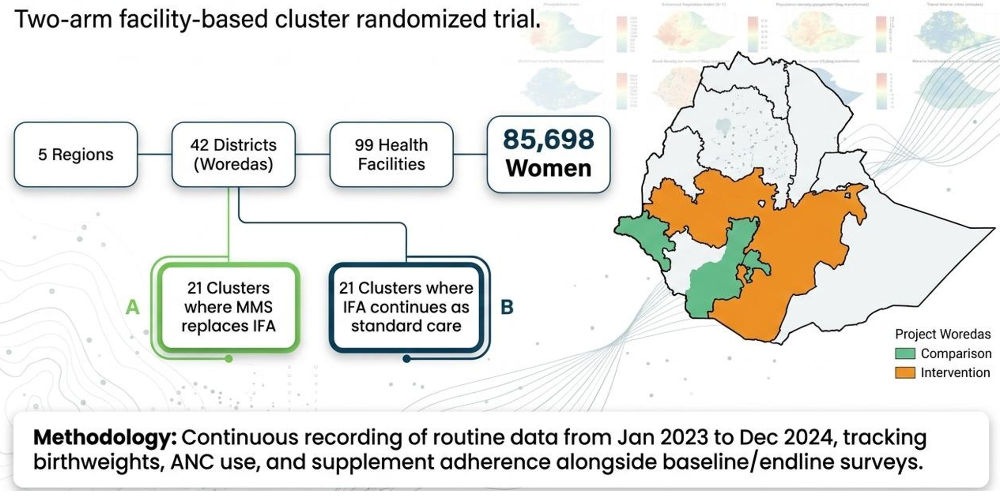 Two-arm facility-based cluster randomized trial.
5 Regions
42 Districts
(Woredas)
99 Health
Facilities
85,698
Women
A
21 Clusters
where MMS
replaces IFA
21 Clusters where
IFA continues as
standard care
B
Project Woredas
Comparison
Intervention
Methodology: Continuous recording of routine data from Jan 2023 to Dec 2024, tracking
birthweights, ANC use, and supplement adherence alongside baseline/endline surveys.